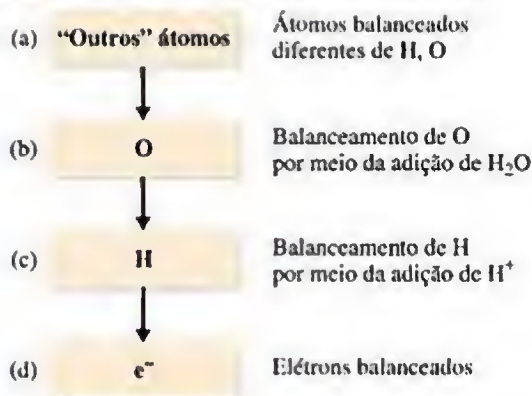 (a) "Outros" átomos
Átomos balanceados
diferentes de H, O
(b) O
Balanceamento de O
por meio da adição de H₂O
(c) H
Balanceamento de H
por meio da adição de H⁺
(d) e⁻
Elétrons balanceados